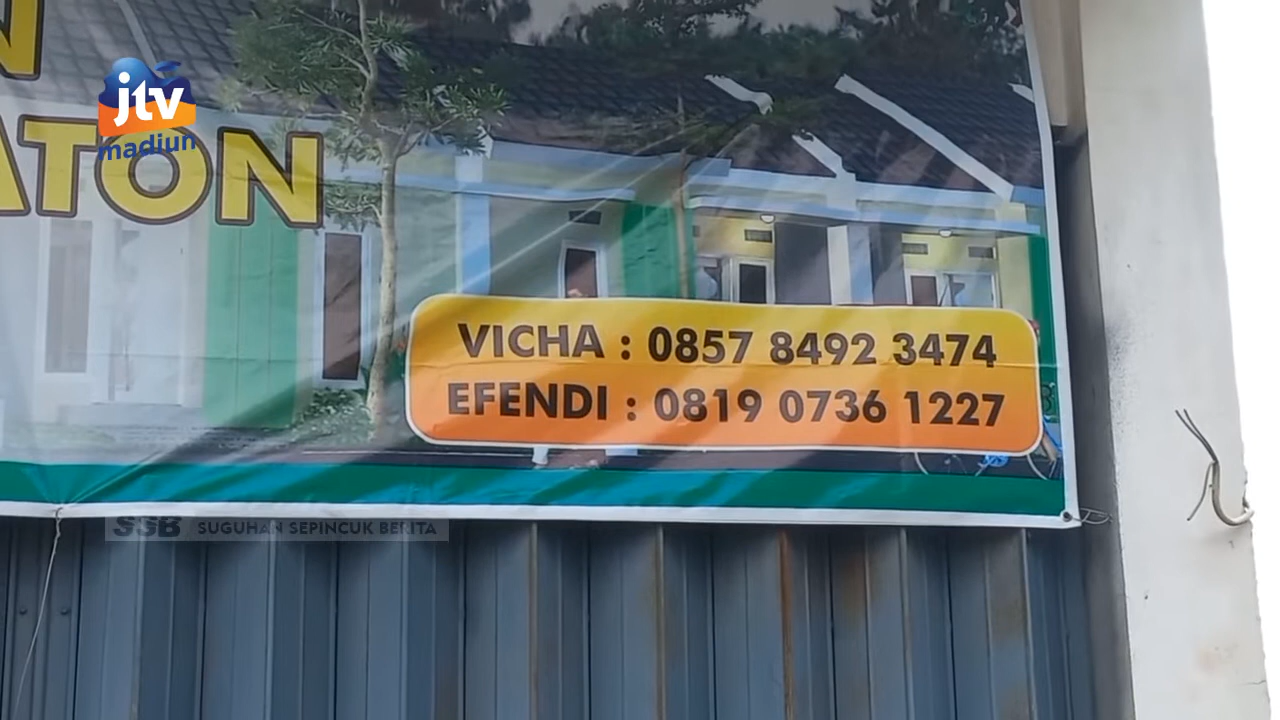 N
ATON
jtv
madiun
VICHA : 0857 8492 3474
EFENDI : 0819 0736 1227
SSB SUGUHAN SEPINCUK BERITA